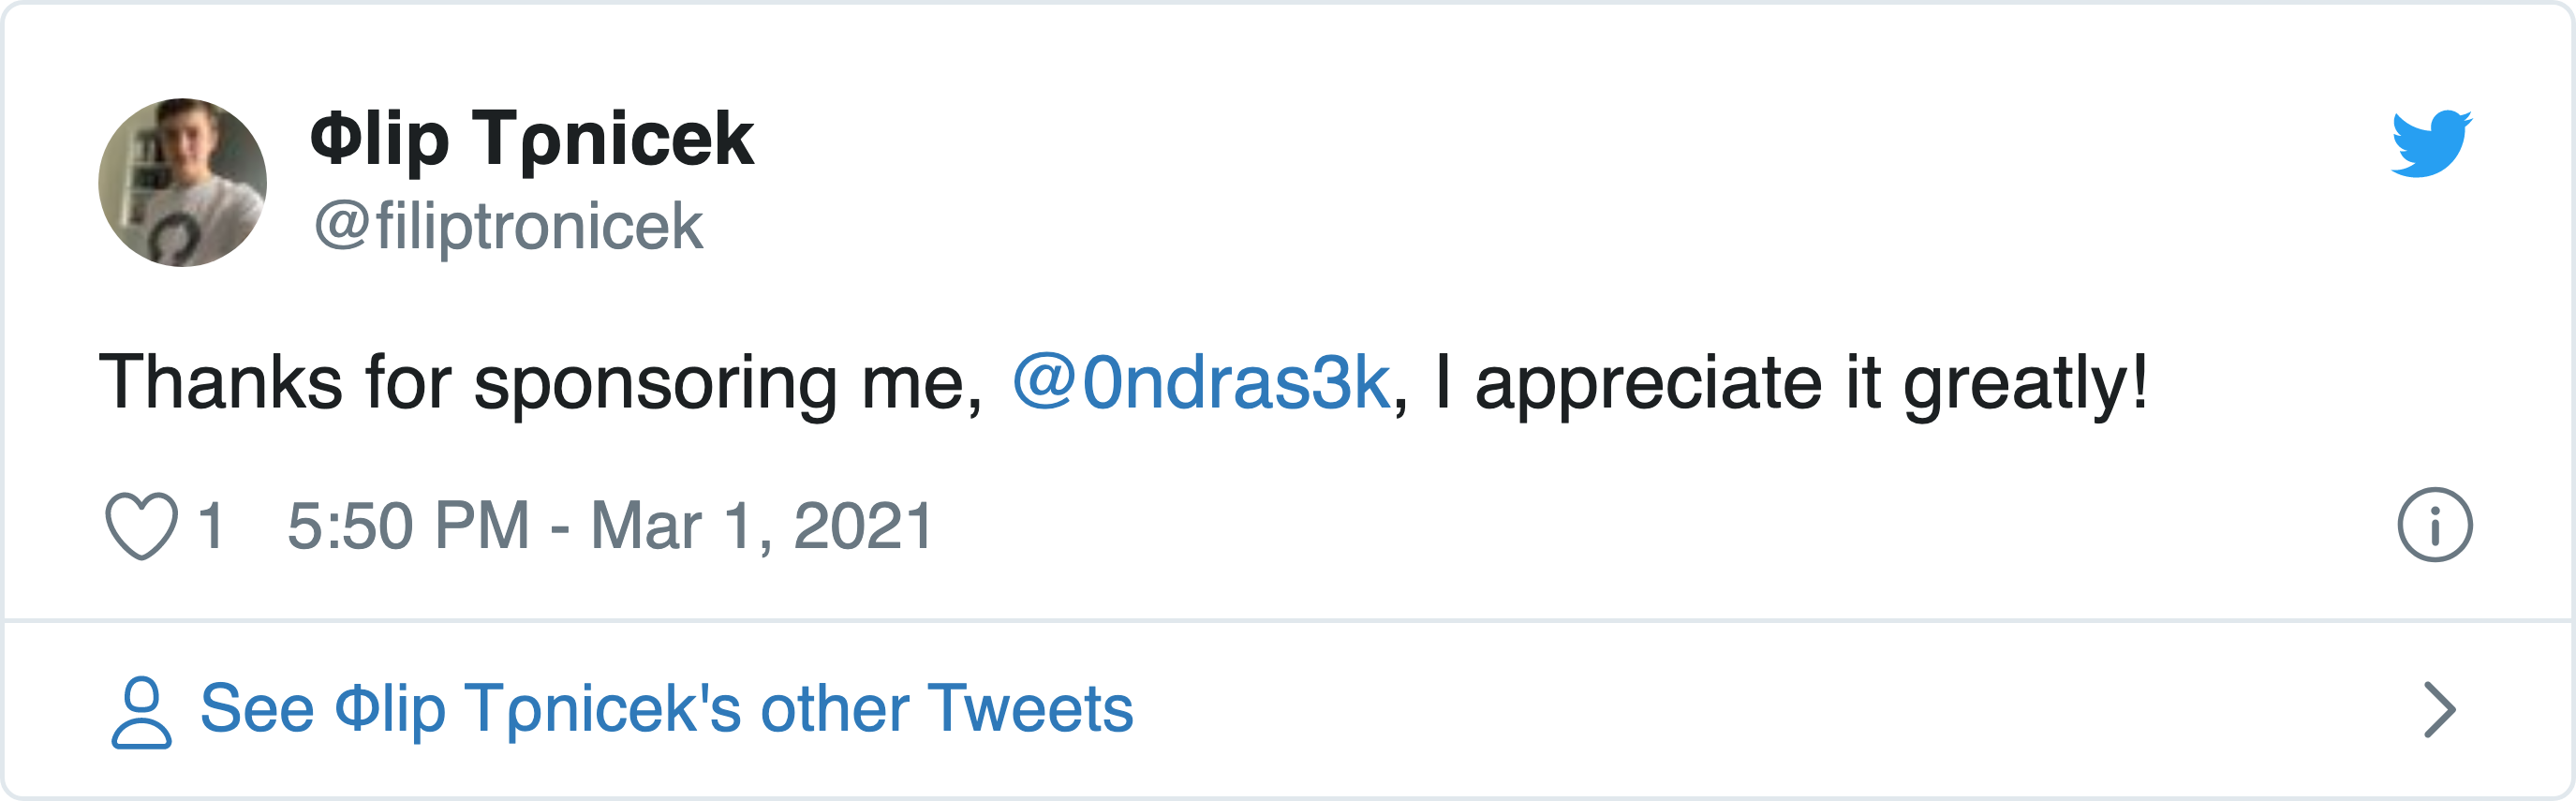 Φlip Tρnicek
@filiptronicek
Thanks for sponsoring me, @0ndras3k, I appreciate it greatly!
1 5:50 PM - Mar 1, 2021
See Φlip Tρnicek's other Tweets